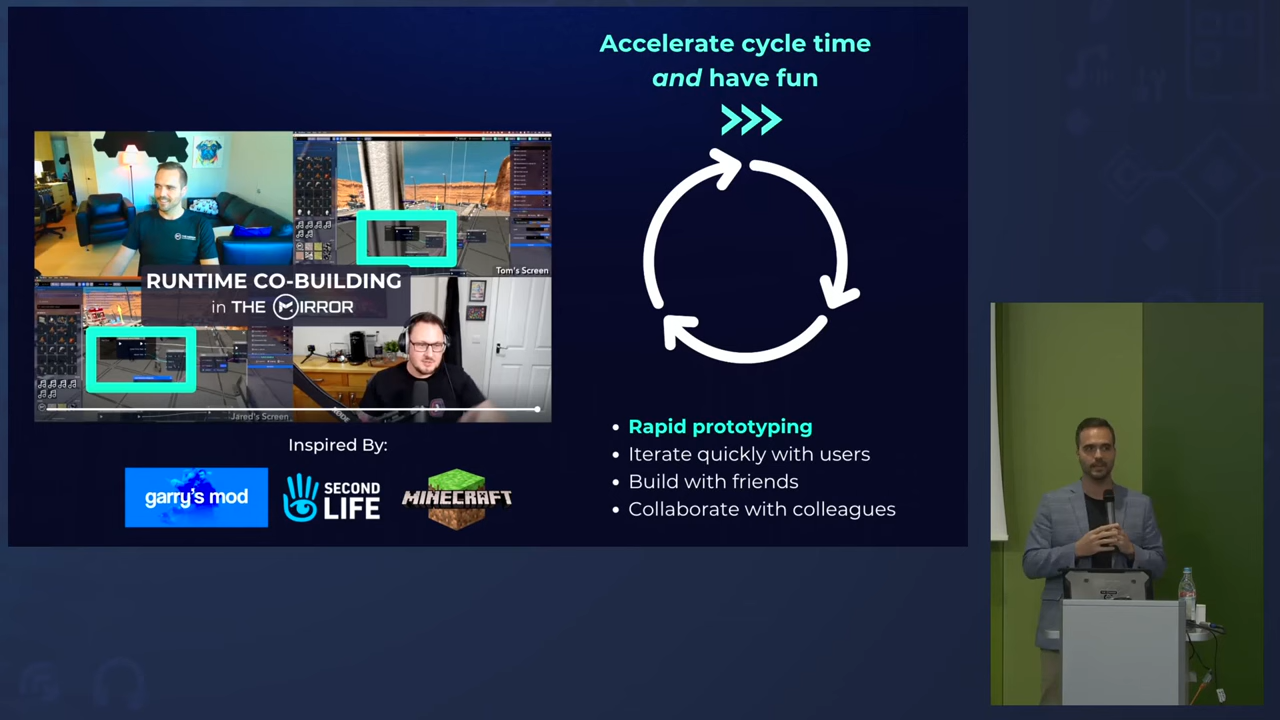 Accelerate cycle time
and have fun
Tom's Screen
RUNTIME CO-BUILDING
in THE MIRROR
Jared's Screen
Inspired By:
garry's mod
SECOND
LIFE
MINECRAFT
Rapid prototyping
Iterate quickly with users
Build with friends
Collaborate with colleagues